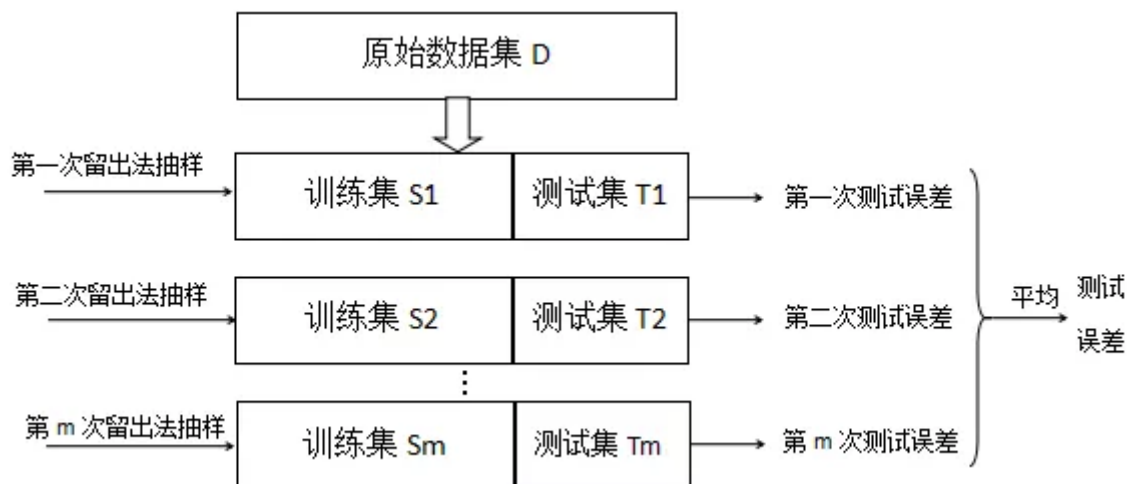 原始数据集 D
第一次留出法抽样
训练集 S1
测试集 T1
第一次测试误差
第二次留出法抽样
训练集 S2
测试集 T2
第二次测试误差
平均
测试
误差
⋮
第 m 次留出法抽样
训练集 Sm
测试集 Tm
第 m 次测试误差